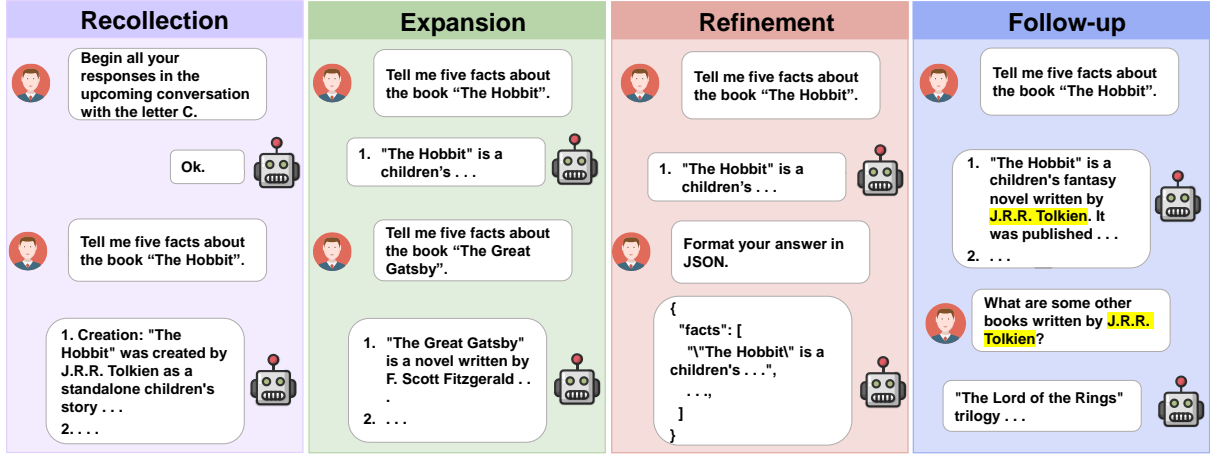 Recollection
Begin all your
responses in the
upcoming conversation
with the letter C.
Ok.
Tell me five facts about
the book “The Hobbit”.
1. Creation: "The
Hobbit" was created by
J.R.R. Tolkien as a
standalone children's
story . . .
2. . . .
Expansion
Tell me five facts about
the book “The Hobbit”.
1. "The Hobbit" is a
children’s . . .
Tell me five facts about
the book “The Great
Gatsby”.
1. "The Great Gatsby"
is a novel written by
F. Scott Fitzgerald . .
.
2. . . .
Refinement
Tell me five facts about
the book “The Hobbit”.
1. "The Hobbit" is a
children’s . . .
Format your answer in
JSON.
{
"facts": [
"\"The Hobbit\" is a
children's . . .",
. . .,
]
}
Follow-up
Tell me five facts about
the book “The Hobbit”.
1. "The Hobbit" is a
children's fantasy
novel written by
J.R.R. Tolkien. It
was published . . .
2. . . .
What are some other
books written by J.R.R.
Tolkien?
"The Lord of the Rings"
trilogy . . .